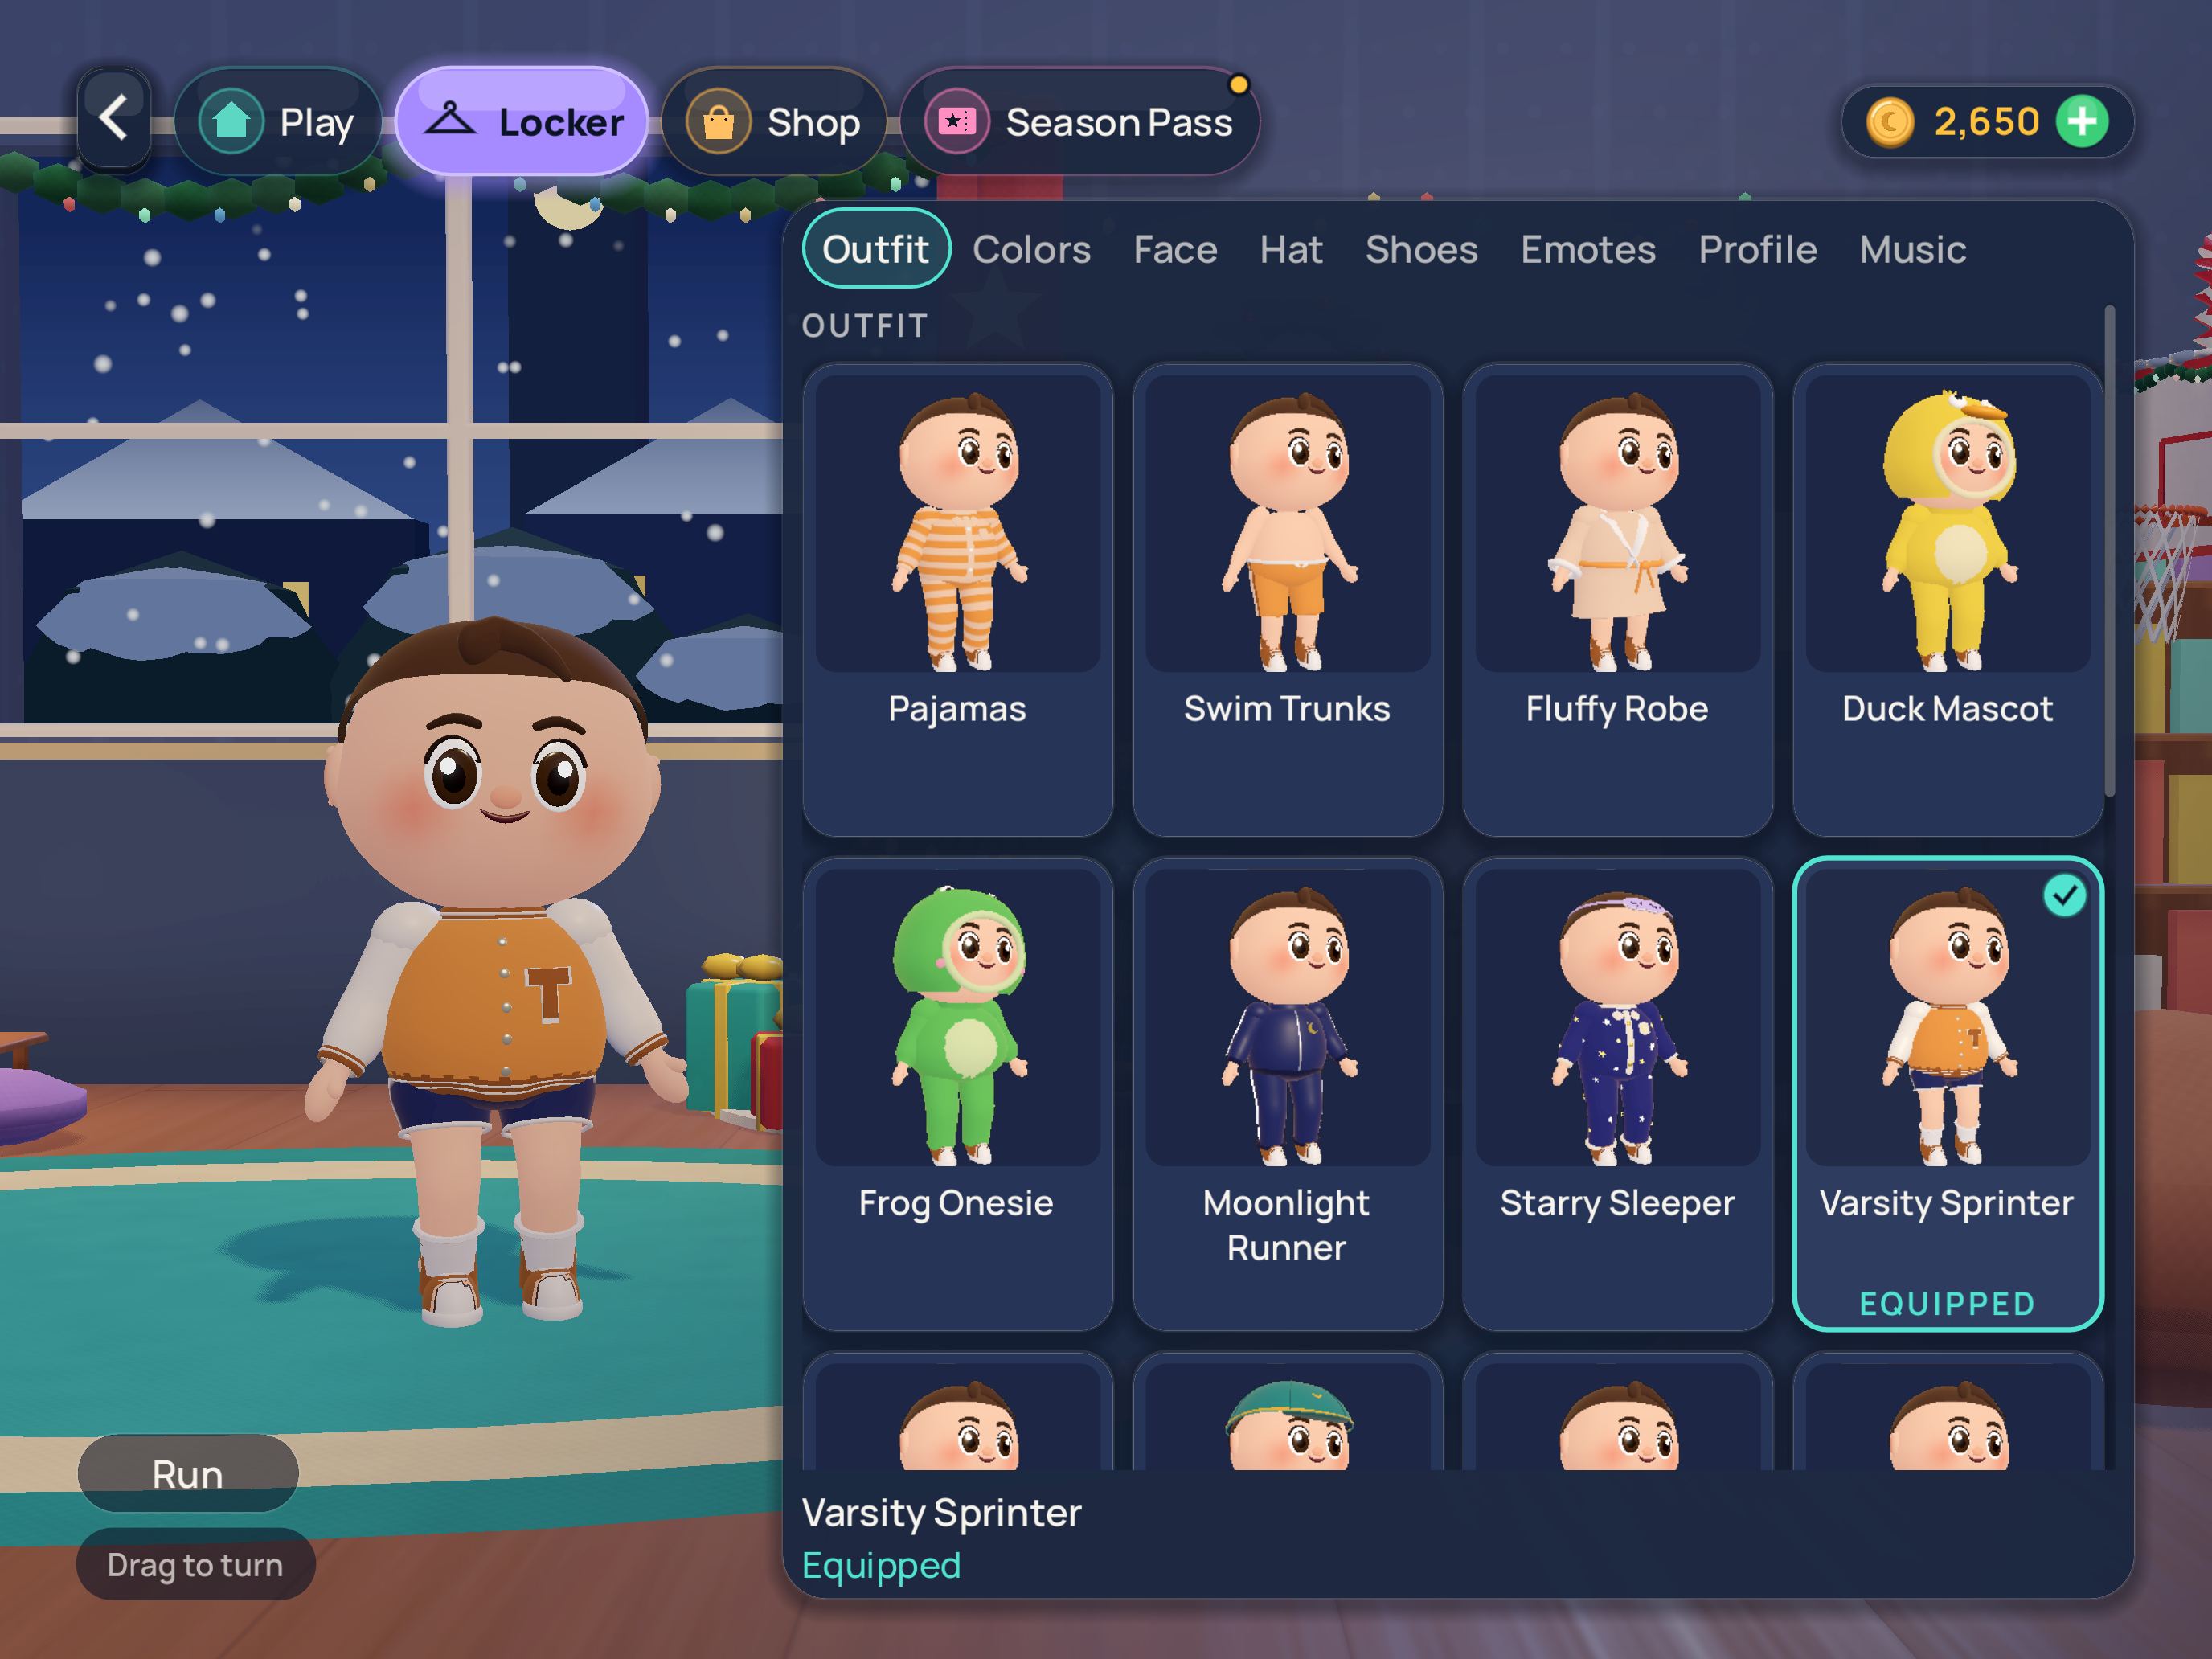 Play
Locker
Shop
Season Pass
2,650
Outfit
Colors
Face
Hat
Shoes
Emotes
Profile
Music
OUTFIT
Pajamas
Swim Trunks
Fluffy Robe
Duck Mascot
T
Frog Onesie
Moonlight
Runner
Starry Sleeper
T
Varsity Sprinter
EQUIPPED
Run
Drag to turn
Varsity Sprinter
Equipped